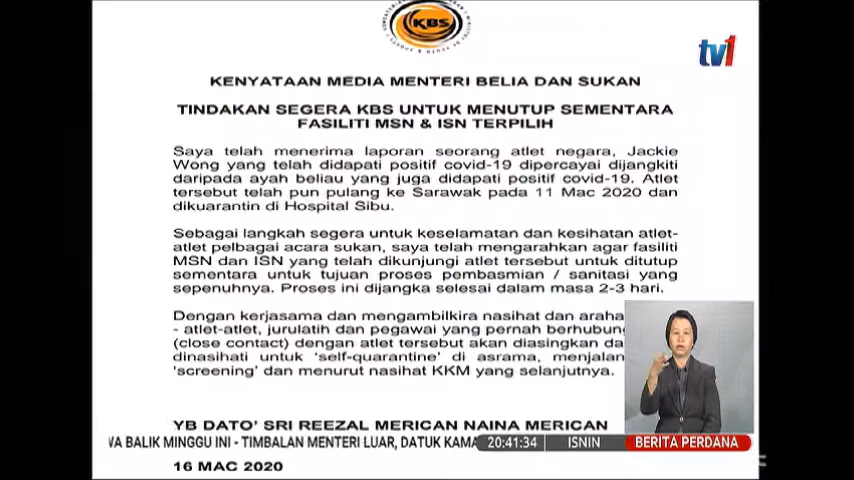 KBS
tv1
KENYATAAN MEDIA MENTERI BELIA DAN SUKAN
TINDAKAN SEGERA KBS UNTUK MENUTUP SEMENTARA
FASILITI MSN & ISN TERPILIH
Saya telah menerima laporan seorang atlet negara, Jackie
Wong yang telah didapati positif covid-19 dipercayai dijangkiti
daripada ayah beliau yang juga didapati positif covid-19. Atlet
tersebut telah pun pulang ke Sarawak pada 11 Mac 2020 dan
dikuarantin di Hospital Sibu.
Sebagai langkah segera untuk keselamatan dan kesihatan atlet-
atlet pelbagai acara sukan, saya telah mengarahkan agar fasiliti
MSN dan ISN yang telah dikunjungi atlet tersebut untuk ditutup
sementara untuk tujuan proses pembasmian / sanitasi yang
sepenuhnya. Proses ini dijangka selesai dalam masa 2-3 hari.
Dengan kerjasama dan mengambilkira nasihat dan araha
- atlet-atlet, jurulatih dan pegawai yang pernah berhubung
(close contact) dengan atlet tersebut akan diasingkan da
dinasihati untuk 'self-quarantine' di asrama, menjalan
'screening' dan menurut nasihat KKM yang selanjutnya.
YB DATO' SRI REEZAL MERICAN NAINA MERICAN
WA BALIK MINGGU INI - TIMBALAN MENTERI LUAR, DATUK KAMA 20:41:34 ISNIN BERITA PERDANA
16 MAC 2020